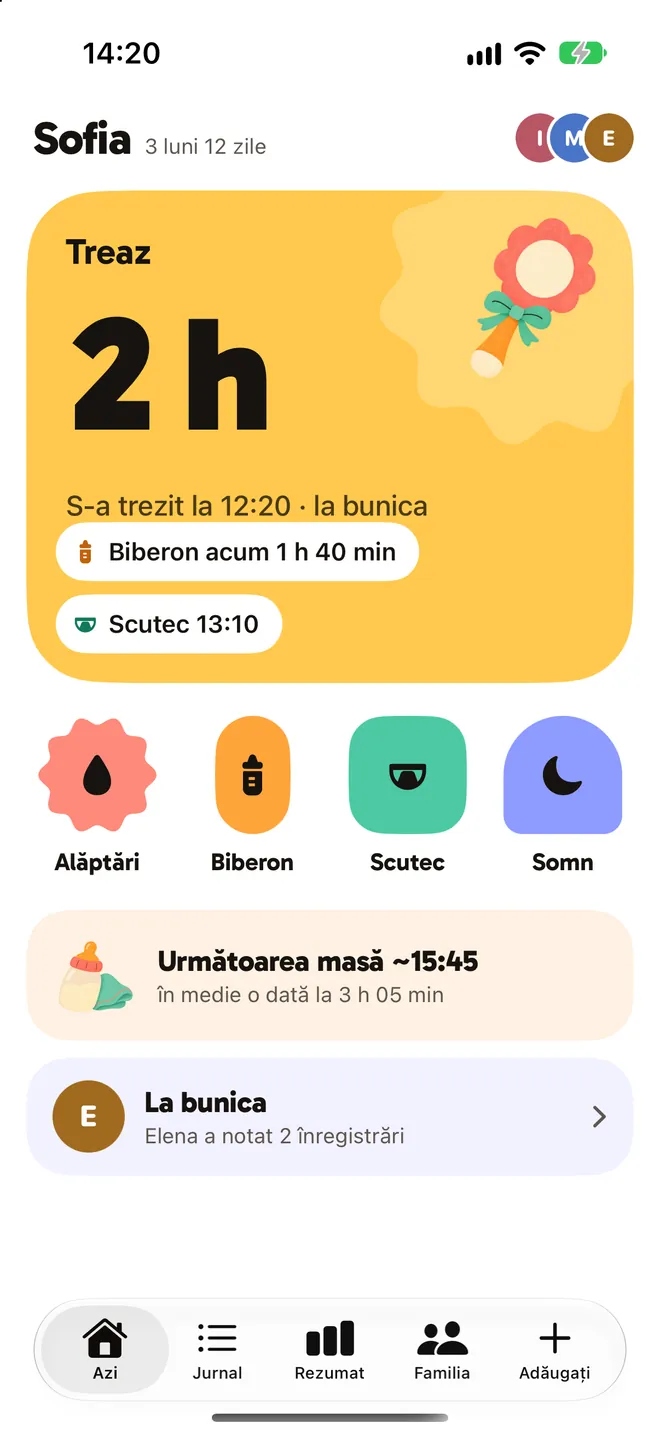 14:20
Sofia 3 luni 12 zile
I M E
Treaz
2 h
S-a trezit la 12:20 · la bunica
Biberon acum 1 h 40 min
Scutec 13:10
Alăptări Biberon Scutec Somn
Următoarea masă ~15:45
în medie o dată la 3 h 05 min
E
La bunica
Elena a notat 2 înregistrări
Azi Jurnal Rezumat Familia Adăugați